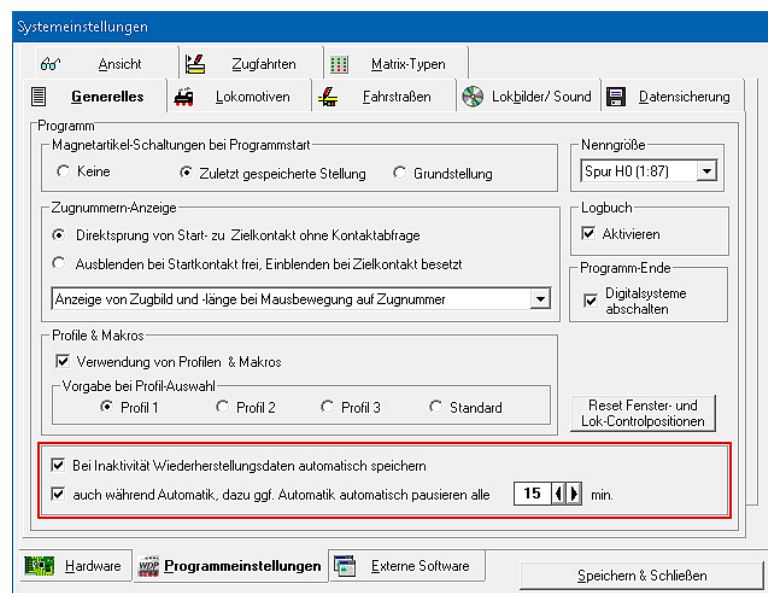 Systemeinstellungen
Ansicht Zugfahrten Matrix-Typen
Generelles Lokomotiven Fahrstraßen Lokbilder/ Sound Datensicherung
Programm
Magnetartikel-Schaltungen bei Programmstart
Keine Zuletzt gespeicherte Stellung Grundstellung
Nenngröße
Spur H0 (1:87)
Zugnummern-Anzeige
Direktsprung von Start- zu Zielkontakt ohne Kontaktabfrage
Ausblenden bei Startkontakt frei, Einblenden bei Zielkontakt besetzt
Anzeige von Zugbild und -länge bei Mausbewegung auf Zugnummer
Logbuch
Aktivieren
Programm-Ende
Digitalsysteme
abschalten
Profile & Makros
Verwendung von Profilen & Makros
Vorgabe bei Profil-Auswahl
Profil 1 Profil 2 Profil 3 Standard
Reset Fenster- und
Lok-Controlpositionen
Bei Inaktivität Wiederherstellungsdaten automatisch speichern
auch während Automatik, dazu ggf. Automatik automatisch pausieren alle 15 min.
Hardware WDP Programmeinstellungen Externe Software
Speichern & Schließen